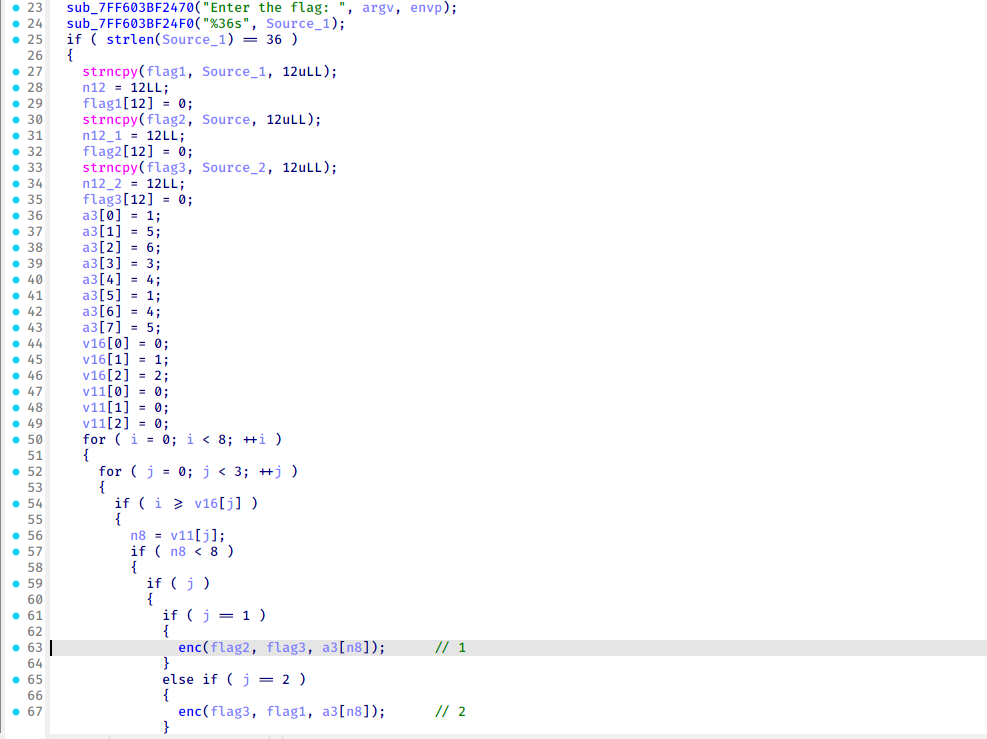 23 sub_7FF603BF2470("Enter the flag: ", argv, envp);
24 sub_7FF603BF24F0("%36s", Source_1);
25 if ( strlen(Source_1) == 36 )
26 {
27 strncpy(flag1, Source_1, 12uLL);
28 n12 = 12LL;
29 flag1[12] = 0;
30 strncpy(flag2, Source, 12uLL);
31 n12_1 = 12LL;
32 flag2[12] = 0;
33 strncpy(flag3, Source_2, 12uLL);
34 n12_2 = 12LL;
35 flag3[12] = 0;
36 a3[0] = 1;
37 a3[1] = 5;
38 a3[2] = 6;
39 a3[3] = 3;
40 a3[4] = 4;
41 a3[5] = 1;
42 a3[6] = 4;
43 a3[7] = 5;
44 v16[0] = 0;
45 v16[1] = 1;
46 v16[2] = 2;
47 v11[0] = 0;
48 v11[1] = 0;
49 v11[2] = 0;
50 for ( i = 0; i < 8; ++i )
51 {
52 for ( j = 0; j < 3; ++j )
53 {
54 if ( i >= v16[j] )
55 {
56 n8 = v11[j];
57 if ( n8 < 8 )
58 {
59 if ( j )
60 {
61 if ( j == 1 )
62 {
63 enc(flag2, flag3, a3[n8]); // 1
64 }
65 else if ( j == 2 )
66 {
67 enc(flag3, flag1, a3[n8]); // 2
}